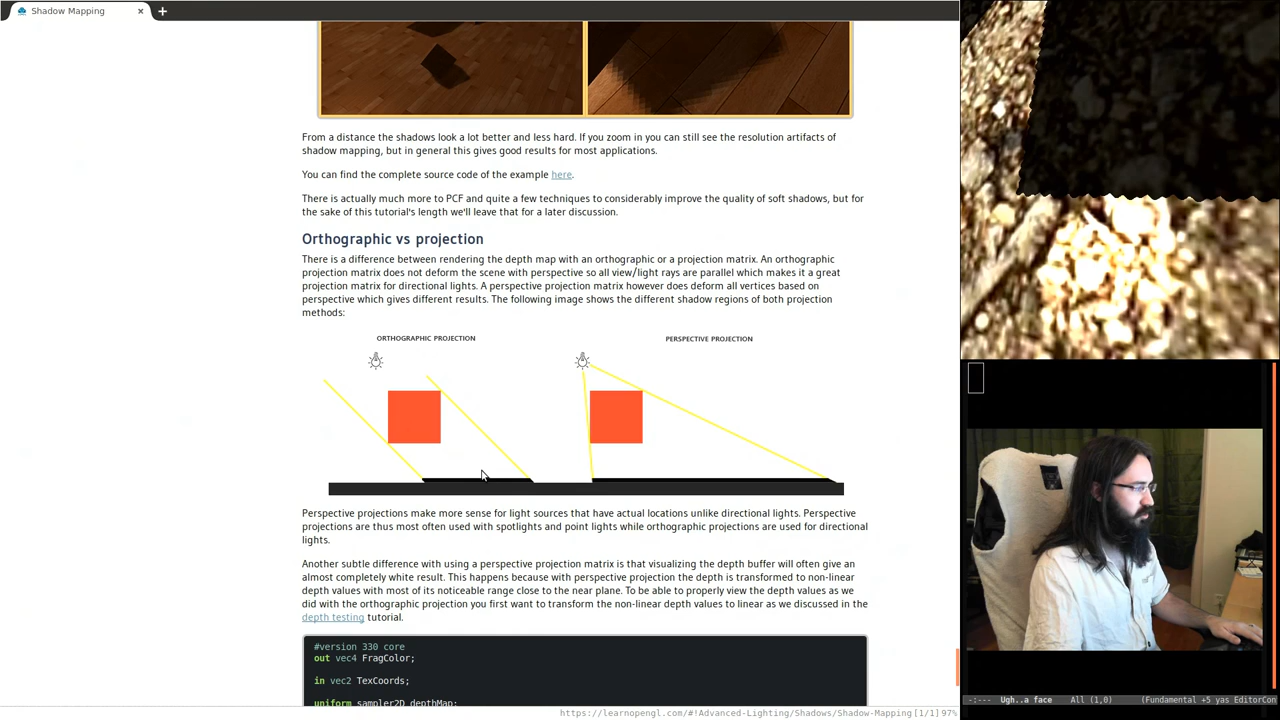 Shadow Mapping
From a distance the shadows look a lot better and less hard. If you zoom in you can still see the resolution artifacts of
shadow mapping, but in general this gives good results for most applications.
You can find the complete source code of the example here.
There is actually much more to PCF and quite a few techniques to considerably improve the quality of soft shadows, but for
the sake of this tutorial's length we'll leave that for a later discussion.
Orthographic vs projection
There is a difference between rendering the depth map with an orthographic or a projection matrix. An orthographic
projection matrix does not deform the scene with perspective so all view/light rays are parallel which makes it a great
projection matrix for directional lights. A perspective projection matrix however does deform all vertices based on
perspective which gives different results. The following image shows the different shadow regions of both projection
methods:
ORTHOGRAPHIC PROJECTION
PERSPECTIVE PROJECTION
Perspective projections make more sense for light sources that have actual locations unlike directional lights. Perspective
projections are thus most often used with spotlights and point lights while orthographic projections are used for directional
lights.
Another subtle difference with using a perspective projection matrix is that visualizing the depth buffer will often give an
almost completely white result. This happens because with perspective projection the depth is transformed to non-linear
depth values with most of its noticeable range close to the near plane. To be able to properly view the depth values as we
did with the orthographic projection you first want to transform the non-linear depth values to linear as we discussed in the
depth testing tutorial.
#version 330 core
out vec4 FragColor;
in vec2 TexCoords;
uniform sampler2D depthMap;
https://learnopengl.com/#!Advanced-Lighting/Shadows/Shadow-Mapping [1/1] 97%
-:--- Ugh..a face All (1,0) (Fundamental +5 yas EditorCon